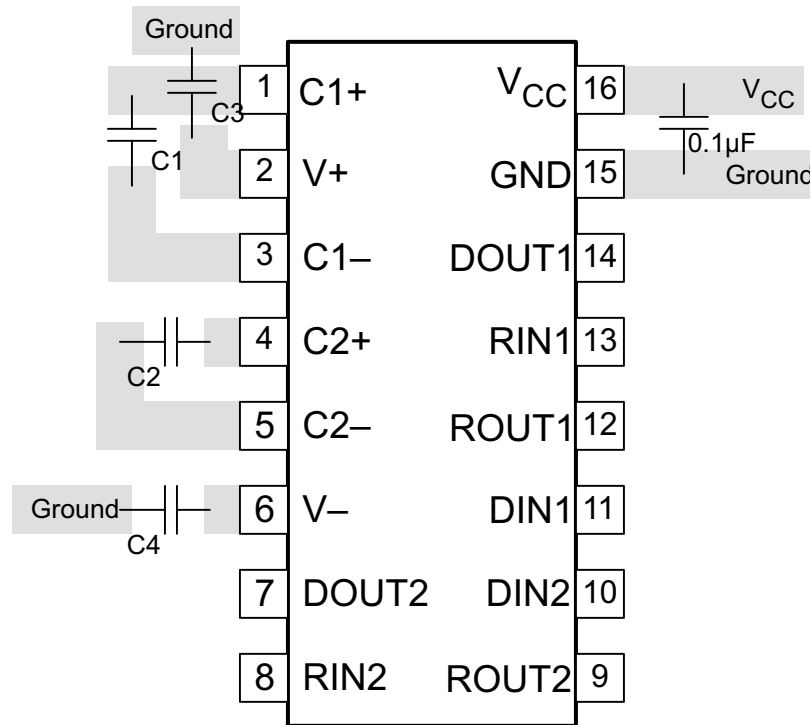 Ground
1 C1+ VCC 16 VCC
C3
C1
0.1µF
2 V+ GND 15 Ground
3 C1– DOUT1 14
4 C2+ RIN1 13
C2
5 C2– ROUT1 12
Ground 6 V– DIN1 11
C4
7 DOUT2 DIN2 10
8 RIN2 ROUT2 9